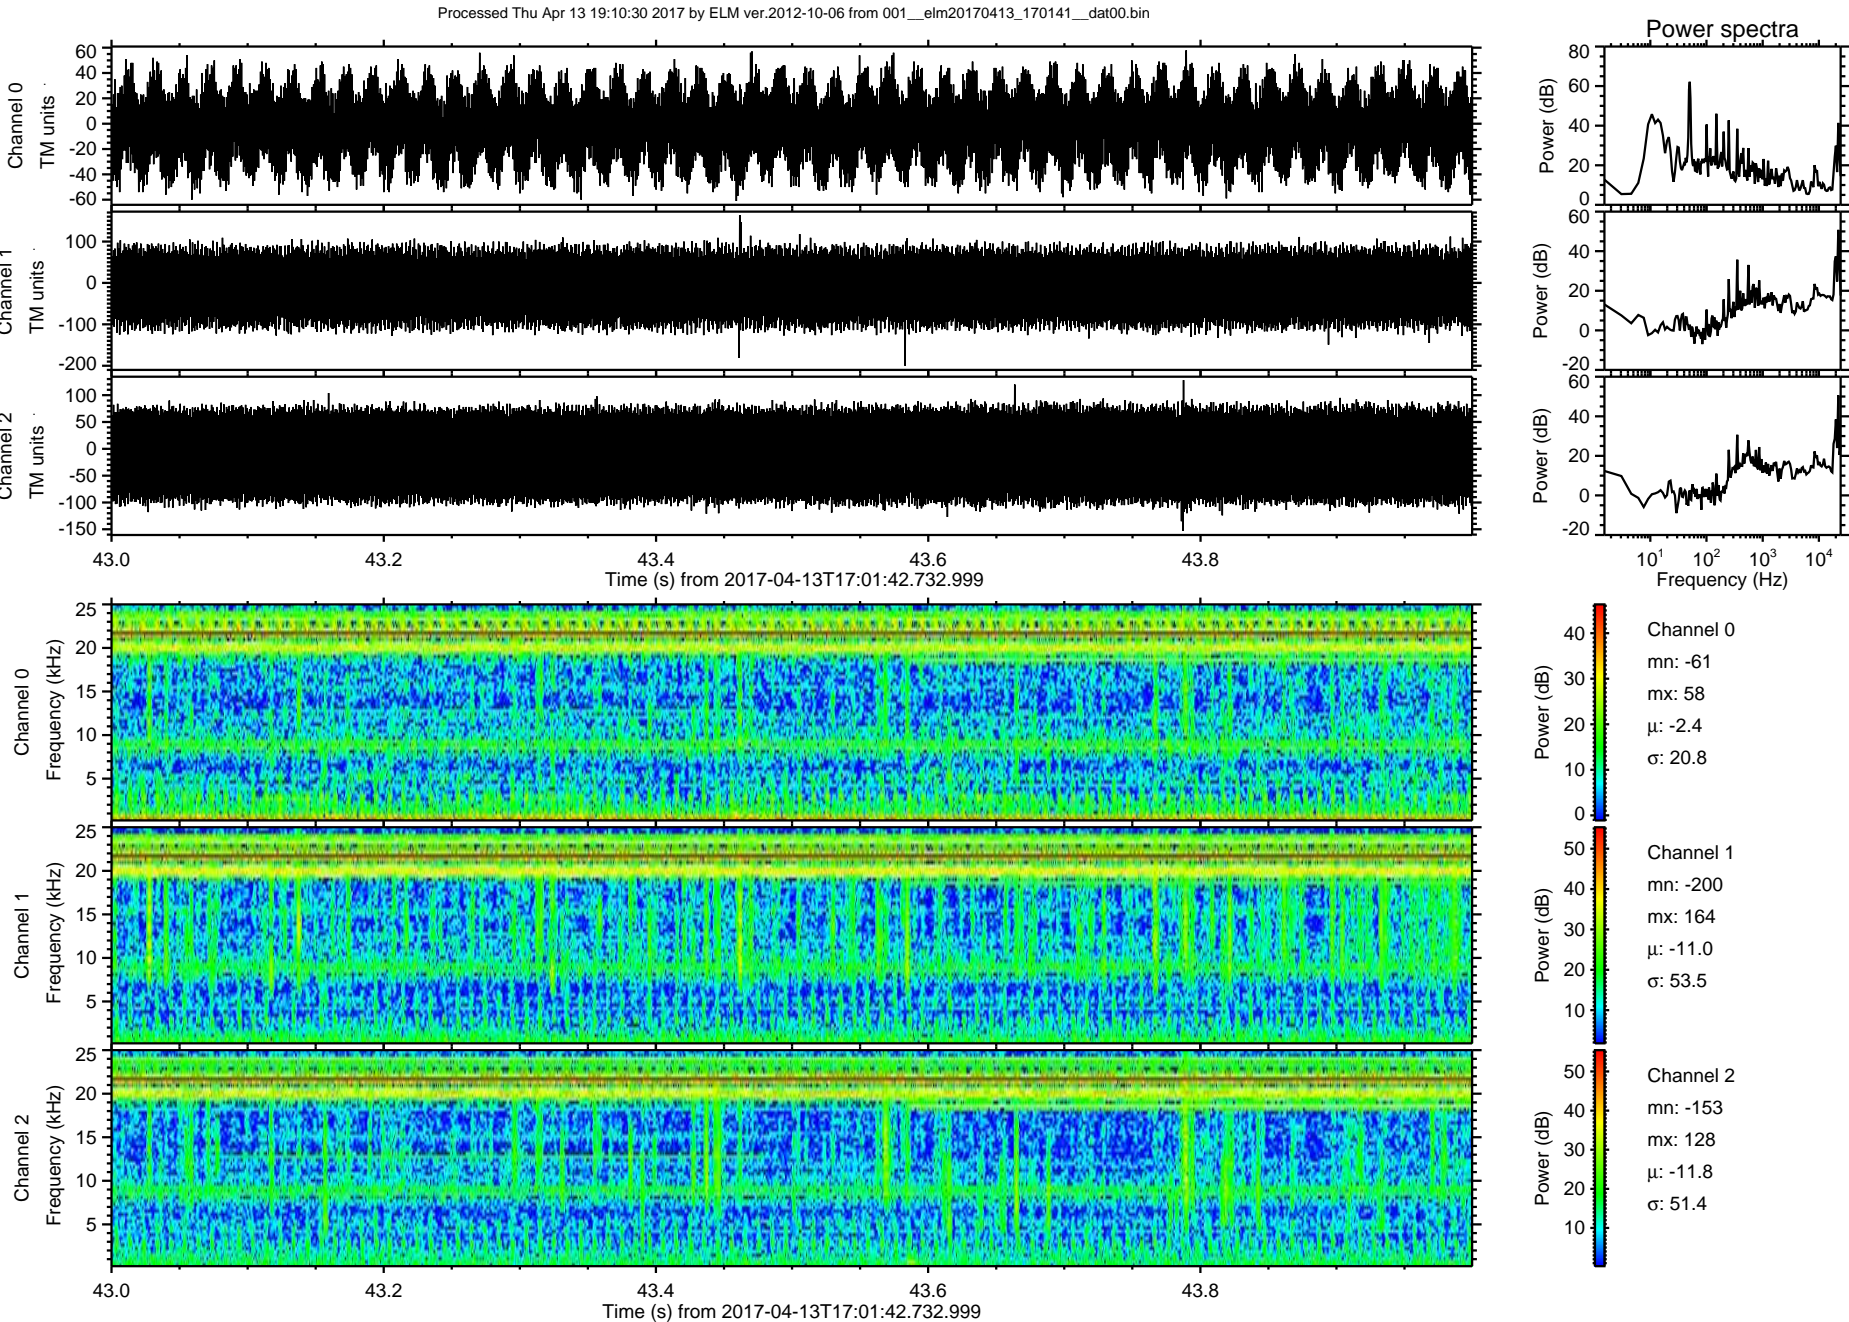 Processed Thu Apr 13 19:10:30 2017 by ELM ver.2012-10-06 from 001__elm20170413_170141__dat00.bin
Power spectra
Channel 0
TM units
60
40
20
0
-20
-40
-60
Power (dB)
80
60
40
20
0
Channel 1
TM units
100
0
-100
-200
Power (dB)
60
40
20
0
-20
Channel 2
TM units
100
50
0
-50
-100
-150
Power (dB)
60
40
20
0
-20
43.0 43.2 43.4 43.6 43.8
Time (s) from 2017-04-13T17:01:42.732.999
10^1 10^2 10^3 10^4
Frequency (Hz)
Channel 0
Frequency (kHz)
25
20
15
10
5
Power (dB)
40
30
20
10
0
Channel 0
mn: -61
mx: 58
μ: -2.4
σ: 20.8
Channel 1
Frequency (kHz)
25
20
15
10
5
Power (dB)
50
40
30
20
10
Channel 1
mn: -200
mx: 164
μ: -11.0
σ: 53.5
Channel 2
Frequency (kHz)
25
20
15
10
5
Power (dB)
50
40
30
20
10
Channel 2
mn: -153
mx: 128
μ: -11.8
σ: 51.4
43.0 43.2 43.4 43.6 43.8
Time (s) from 2017-04-13T17:01:42.732.999